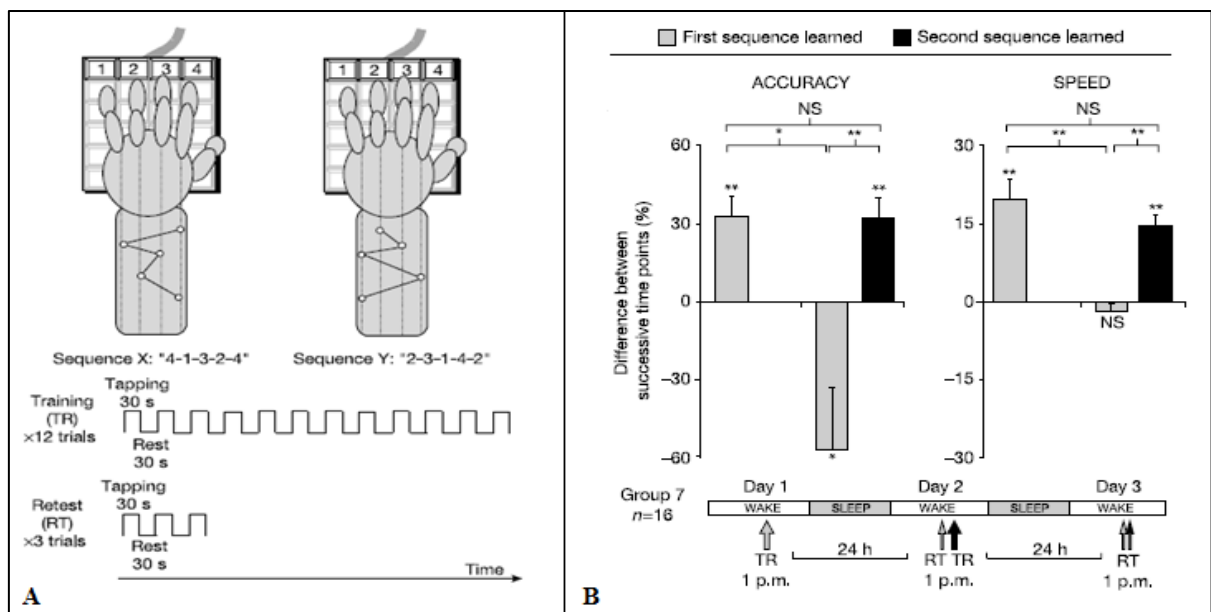 1 2 3 4
1 2 3 4
Sequence X: "4-1-3-2-4"
Sequence Y: "2-3-1-4-2"
Tapping
30 s
Training
(TR)
×12 trials
Rest
30 s
Tapping
30 s
Retest
(RT)
×3 trials
Rest
30 s
Time
A
First sequence learned
Second sequence learned
ACCURACY
SPEED
NS
NS
*
**
**
**
60
30
0
–30
–60
Difference between
successive time points (%)
**
**
*
30
15
0
–15
–30
**
**
NS
Group 7
n=16
Day 1
Day 2
Day 3
WAKE
SLEEP
WAKE
SLEEP
WAKE
24 h
24 h
TR
RT TR
RT
1 p.m.
1 p.m.
1 p.m.
B